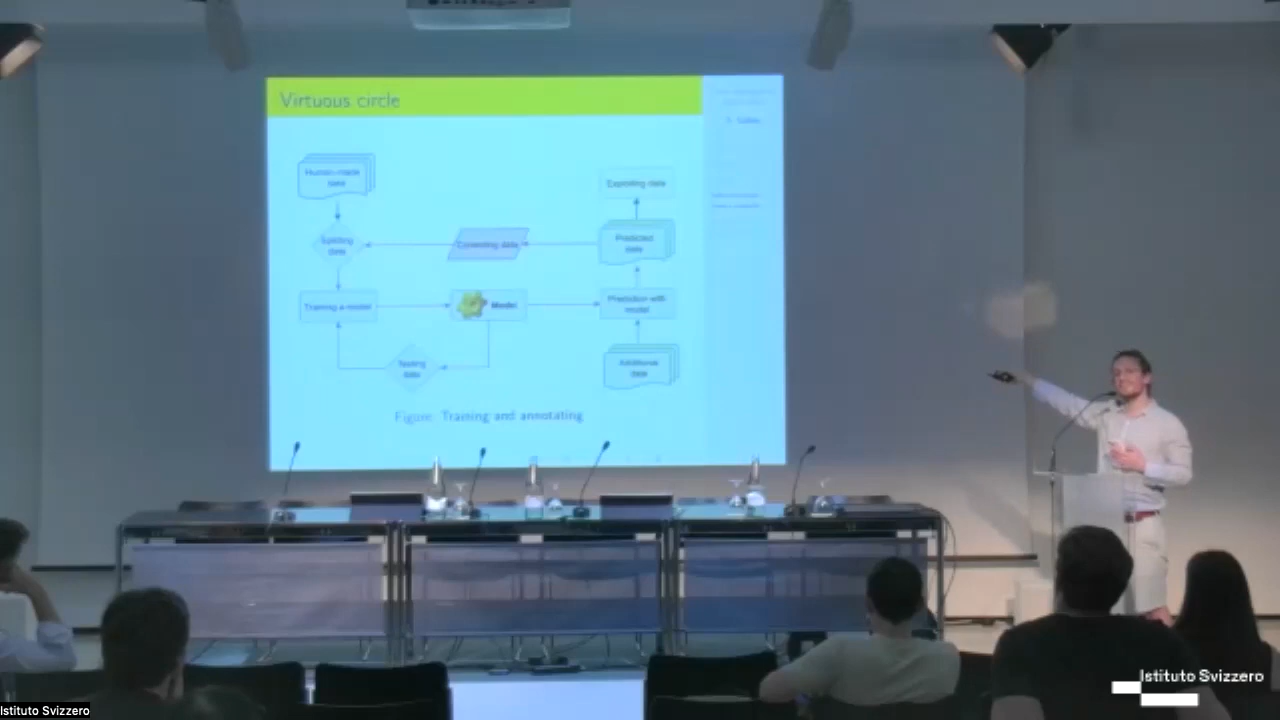 Virtuous circle
Human-made
data
Exploiting data
Splitting
data
Correcting data
Predicted
data
Training a model
Model
Prediction with
model
Testing
data
Additional
data
Figure: Training and annotating
Istituto Svizzero
Istituto Svizzero